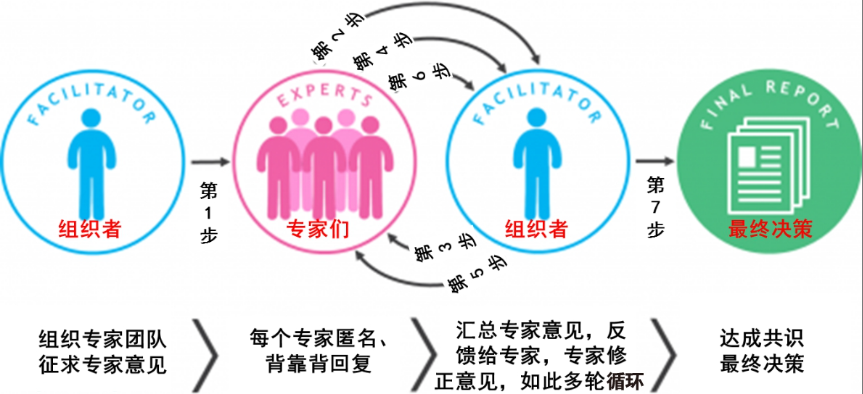 第2步
第4步
第6步
FACILITATOR
组织者
第1步
EXPERTS
专家们
FACILITATOR
组织者
第3步
第5步
第7步
FINAL REPORT
最终决策
组织专家团队
征求专家意见
每个专家匿名、
背靠背回复
汇总专家意见，反
馈给专家，专家修
正意见，如此多轮循环
达成共识
最终决策